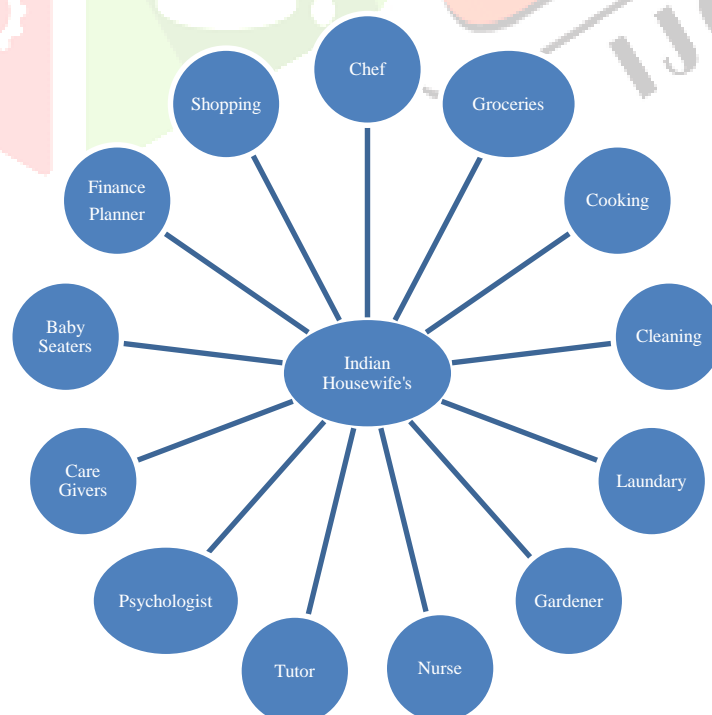 Chef
Groceries
Cooking
Cleaning
Laundary
Gardener
Nurse
Tutor
Psychologist
Care
Givers
Baby
Seaters
Finance
Planner
Shopping
Indian
Housewife's